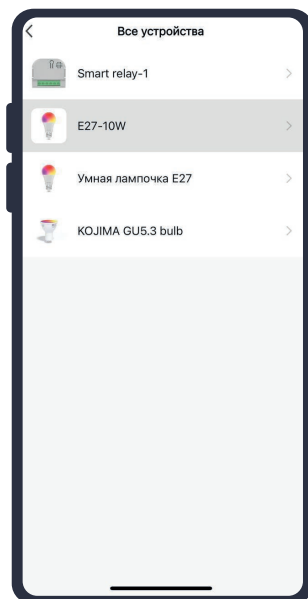 Все устройства
Smart relay-1
E27-10W
Умная лампочка E27
KOJIMA GU5.3 bulb